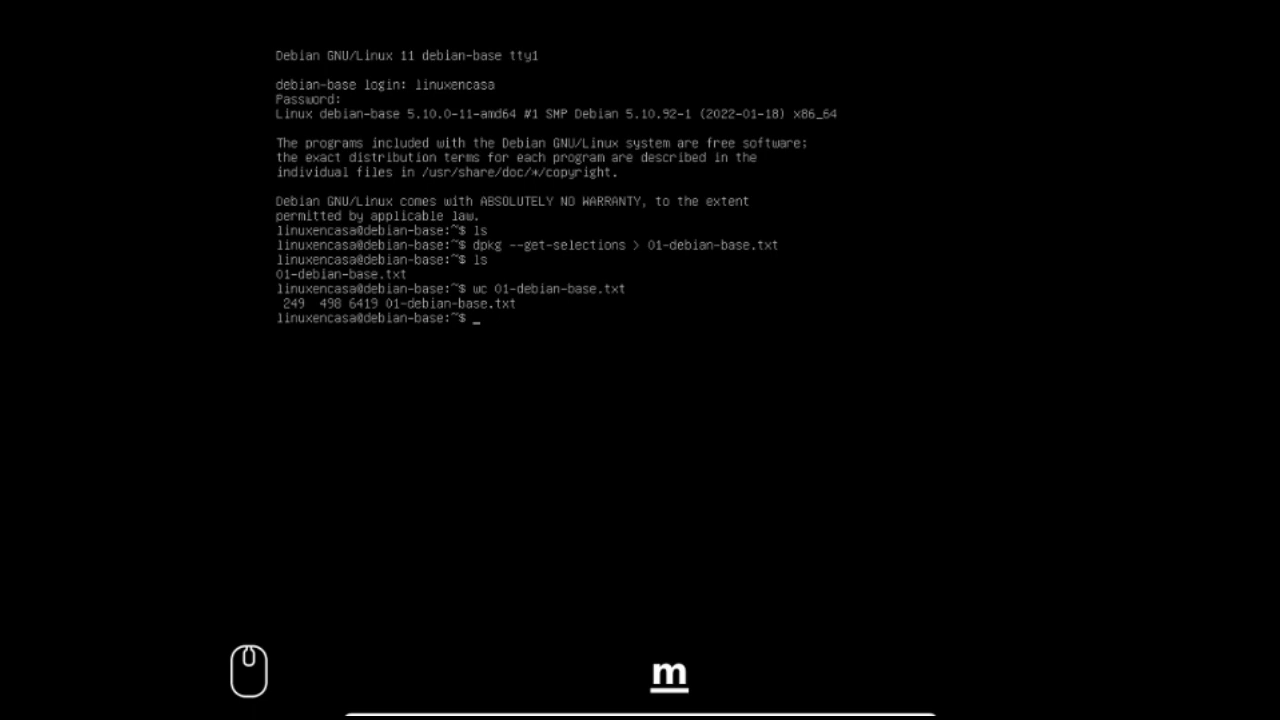 Debian GNU/Linux 11 debian-base tty1
debian-base login: linuxencasa
Password:
Linux debian-base 5.10.0-11-amd64 #1 SMP Debian 5.10.92-1 (2022-01-18) x86_64
The programs included with the Debian GNU/Linux system are free software;
the exact distribution terms for each program are described in the
individual files in /usr/share/doc/*/copyright.
Debian GNU/Linux comes with ABSOLUTELY NO WARRANTY, to the extent
permitted by applicable law.
linuxencasa@debian-base:~$ ls
linuxencasa@debian-base:~$ dpkg --get-selections > 01-debian-base.txt
linuxencasa@debian-base:~$ ls
01-debian-base.txt
linuxencasa@debian-base:~$ wc 01-debian-base.txt
 249  498 6419 01-debian-base.txt
linuxencasa@debian-base:~$ _
m